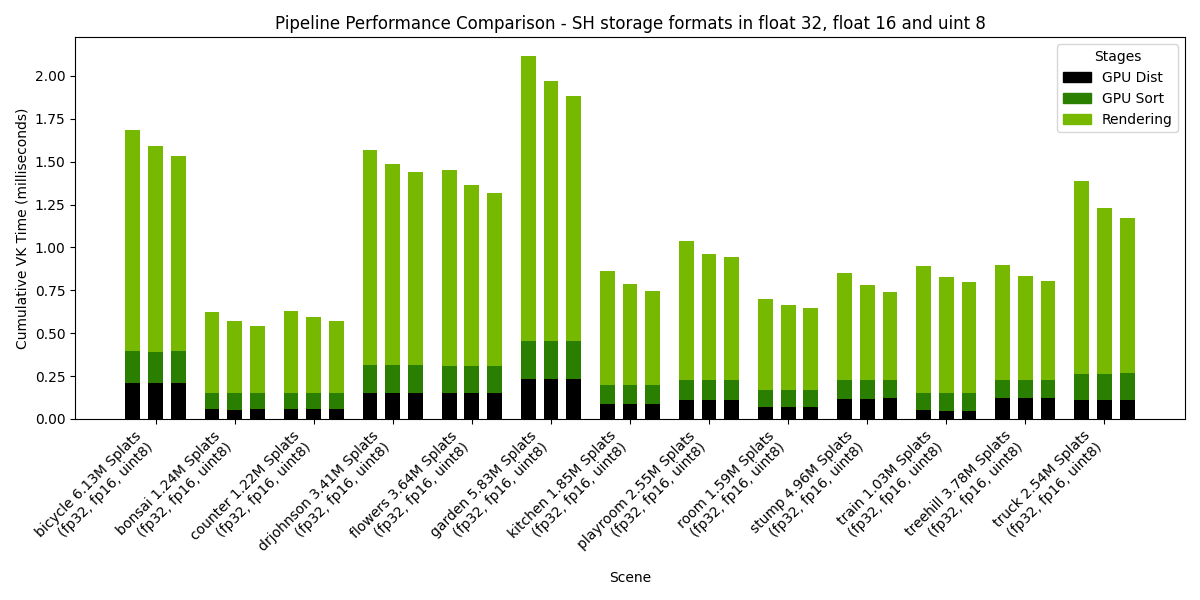 Pipeline Performance Comparison - SH storage formats in float 32, float 16 and uint 8
Stages
GPU Dist
GPU Sort
Rendering
Cumulative VK Time (milliseconds)
2.00
1.75
1.50
1.25
1.00
0.75
0.50
0.25
0.00
bicycle 6.13M Splats
(fp32, fp16, uint8)
bonsai 1.24M Splats
(fp32, fp16, uint8)
counter 1.22M Splats
(fp32, fp16, uint8)
drjohnson 3.41M Splats
(fp32, fp16, uint8)
flowers 3.64M Splats
(fp32, fp16, uint8)
garden 5.83M Splats
(fp32, fp16, uint8)
kitchen 1.85M Splats
(fp32, fp16, uint8)
playroom 2.55M Splats
(fp32, fp16, uint8)
room 1.59M Splats
(fp32, fp16, uint8)
stump 4.96M Splats
(fp32, fp16, uint8)
train 1.03M Splats
(fp32, fp16, uint8)
treehill 3.78M Splats
(fp32, fp16, uint8)
truck 2.54M Splats
(fp32, fp16, uint8)
Scene